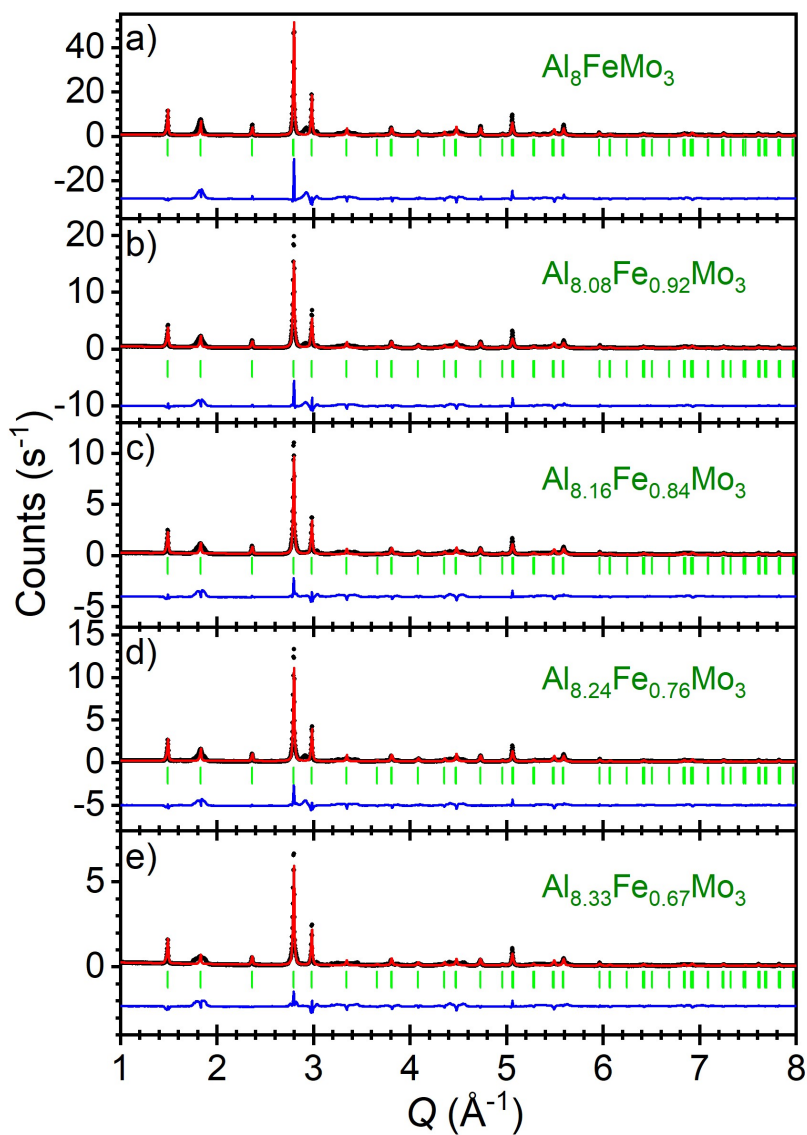 a)
Al₈FeMo₃
40
20
0
-20
b)
Al₈.₀₈Fe₀.₉₂Mo₃
20
10
0
-10
c)
Al₈.₁₆Fe₀.₈₄Mo₃
10
5
0
-5
d)
Al₈.₂₄Fe₀.₇₆Mo₃
15
10
5
0
-5
e)
Al₈.₃₃Fe₀.₆₇Mo₃
5
0
Counts (s⁻¹)
1 2 3 4 5 6 7 8
Q (Å⁻¹)